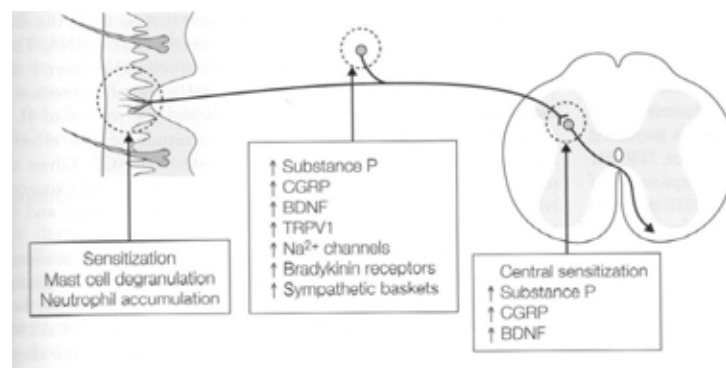 Sensitization
Mast cell degranulation
Neutrophil accumulation
↑ Substance P
↑ CGRP
↑ BDNF
↑ TRPV1
↑ Na²⁺ channels
↑ Bradykinin receptors
↑ Sympathetic baskets
Central sensitization
↑ Substance P
↑ CGRP
↑ BDNF